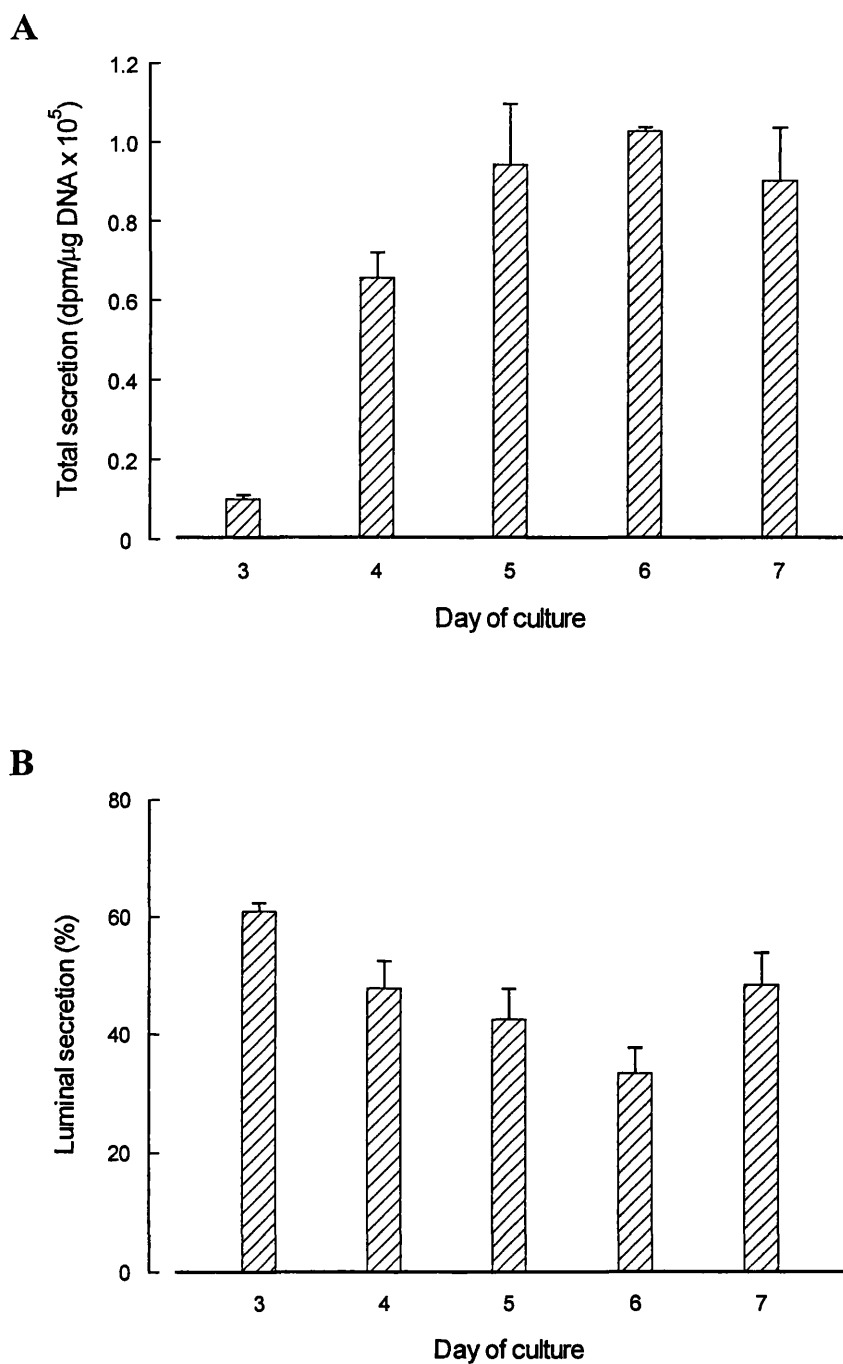 A
Total secretion (dpm/µg DNA x 10⁵)
1.2
1.0
0.8
0.6
0.4
0.2
0
3 4 5 6 7
Day of culture
B
Luminal secretion (%)
80
60
40
20
0
3 4 5 6 7
Day of culture